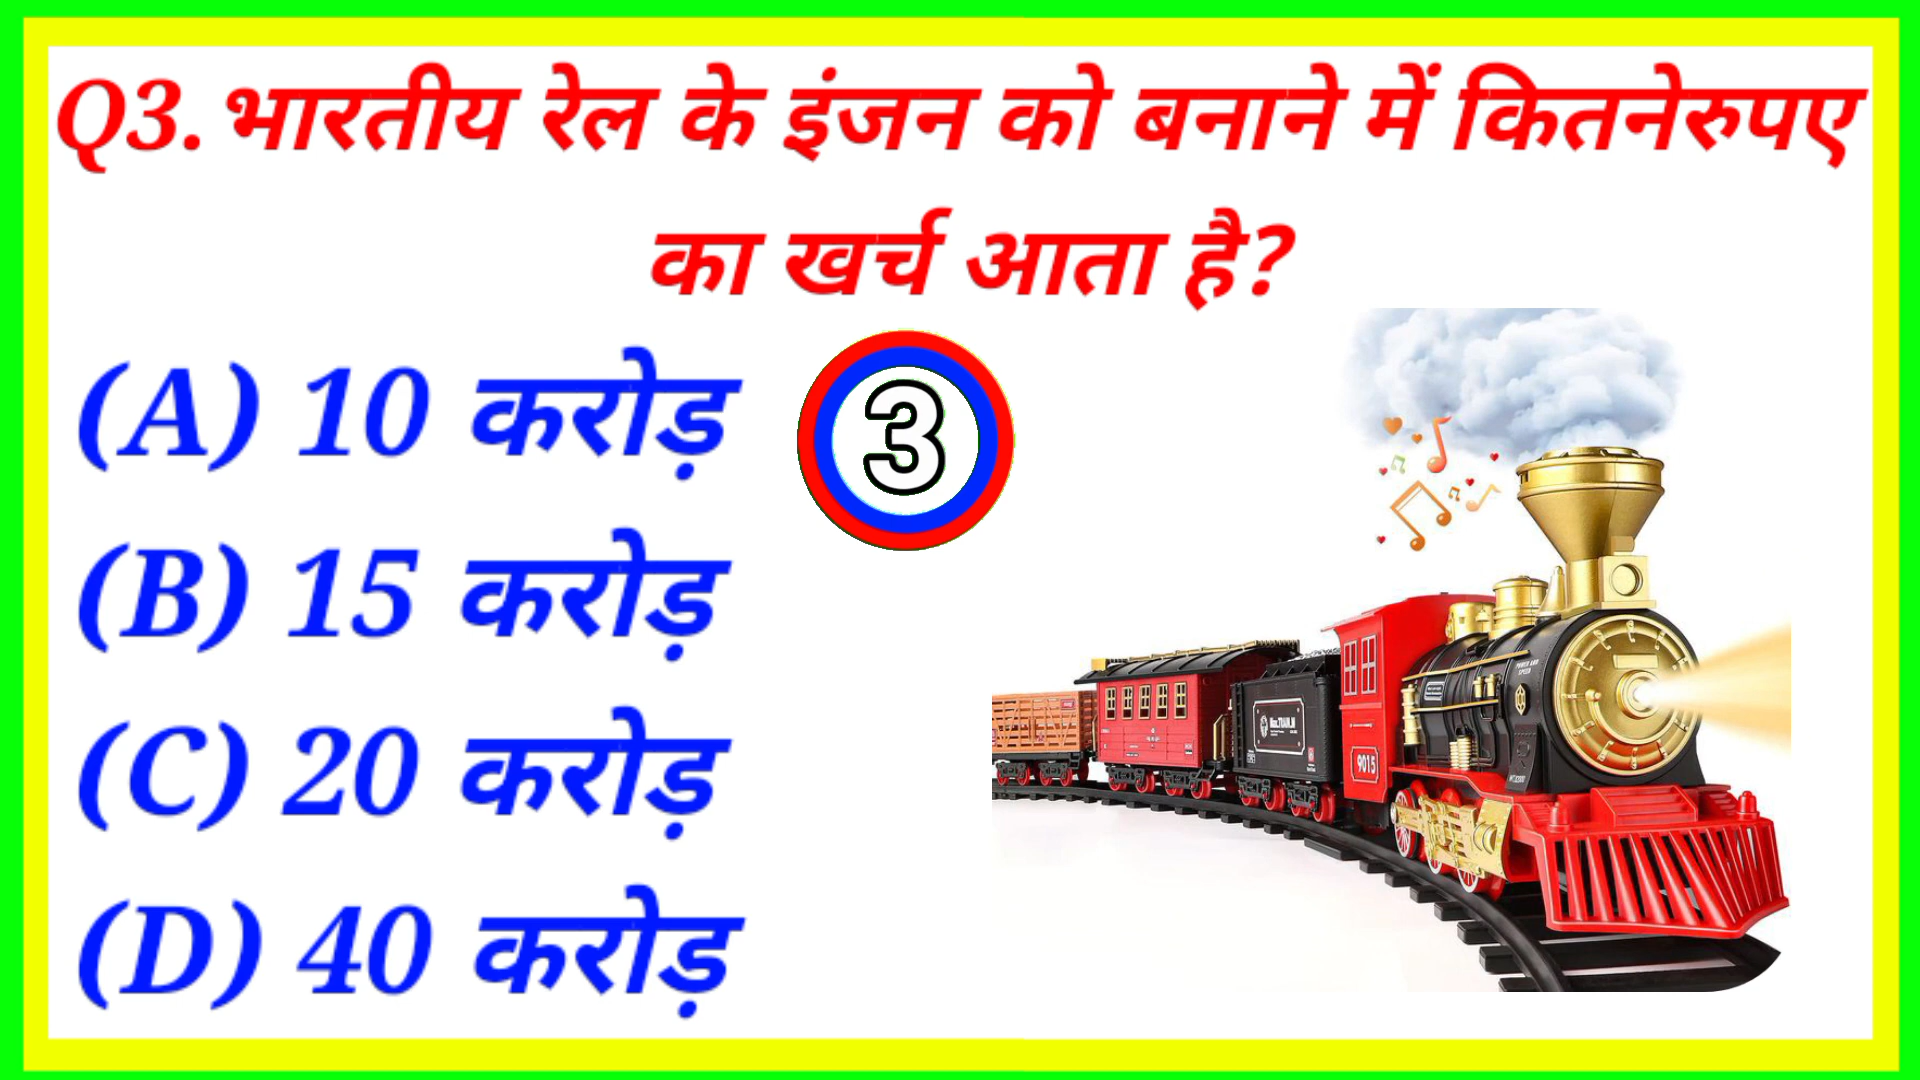 Q3. भारतीय रेल के इंजन को बनाने में कितनेरुपए
का खर्च आता है?
(A) 10 करोड़
3
(B) 15 करोड़
(C) 20 करोड़
(D) 40 करोड़
9015